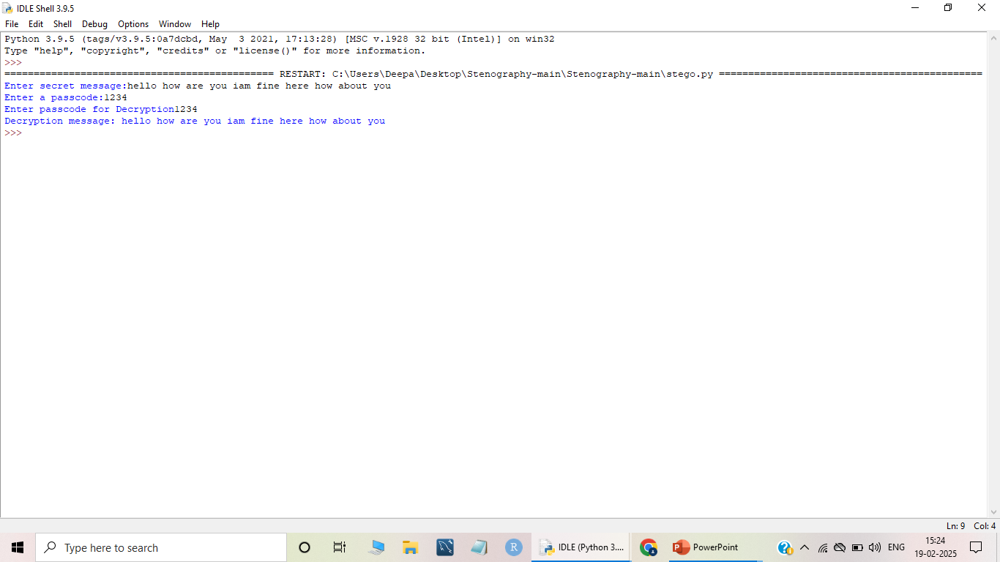 IDLE Shell 3.9.5
File Edit Shell Debug Options Window Help
Python 3.9.5 (tags/v3.9.5:0a7dcbd, May  3 2021, 17:13:28) [MSC v.1928 32 bit (Intel)] on win32
Type "help", "copyright", "credits" or "license()" for more information.
>>>
============================================== RESTART: C:\Users\Deepa\Desktop\Stenography-main\Stenography-main\stego.py =============================================
Enter secret message:hello how are you iam fine here how about you
Enter a passcode:1234
Enter passcode for Decryption1234
Decryption message: hello how are you iam fine here how about you
>>>
Ln: 9 Col: 4
Type here to search
R
IDLE (Python 3....
PowerPoint
ENG
15:24
19-02-2025